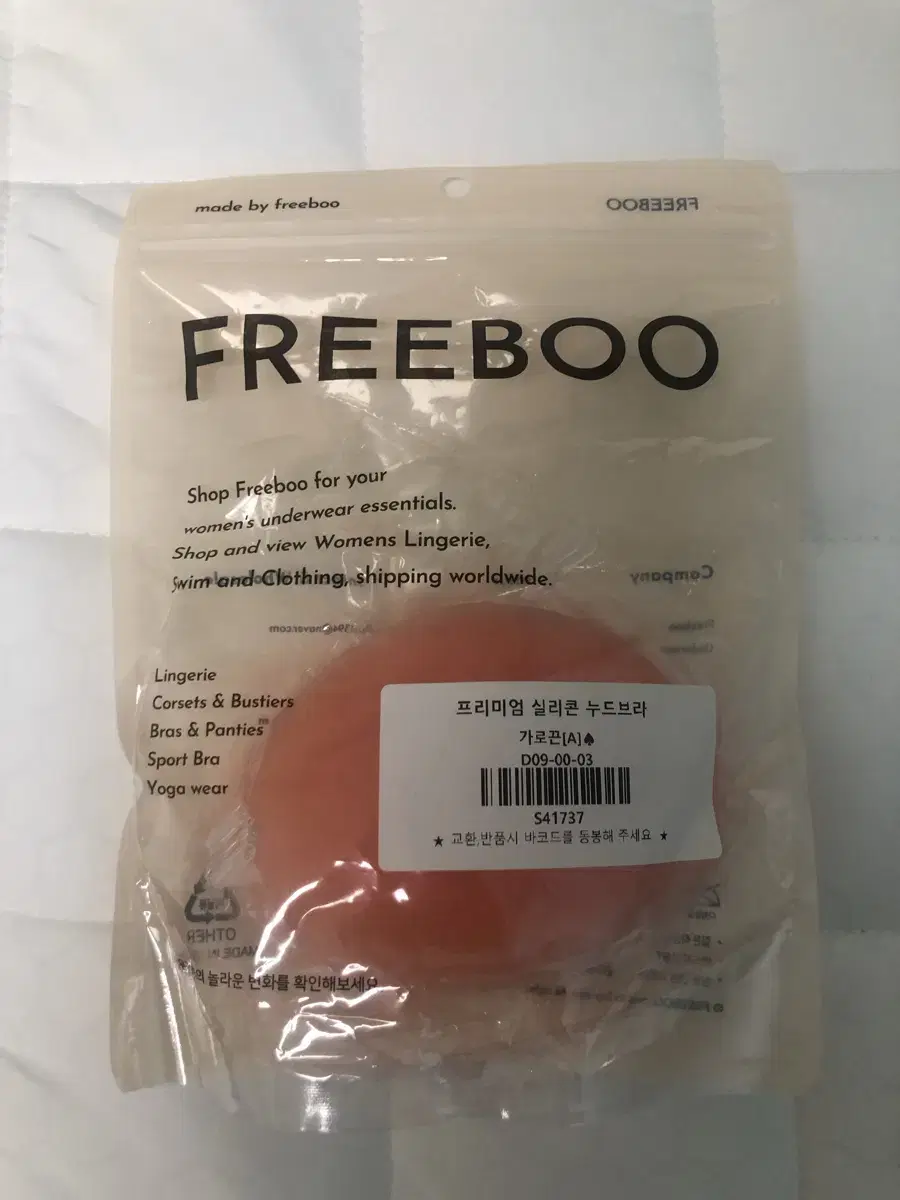 made by freeboo
FREEBOO
FREEBOO
Shop Freeboo for your
women's underwear essentials.
Shop and view Womens Lingerie,
Swim and Clothing, shipping worldwide.
Company
Lingerie
Corsets & Bustiers
Bras & Panties
Sport Bra
Yoga wear
프리미엄 실리콘 누드브라
가로끈[A]♠
D09-00-03
S41737
★ 교환,반품시 바코드를 동봉해 주세요 ★
OTHER
MADE IN
놀라운 변화를 확인해보세요
© FREEBOO